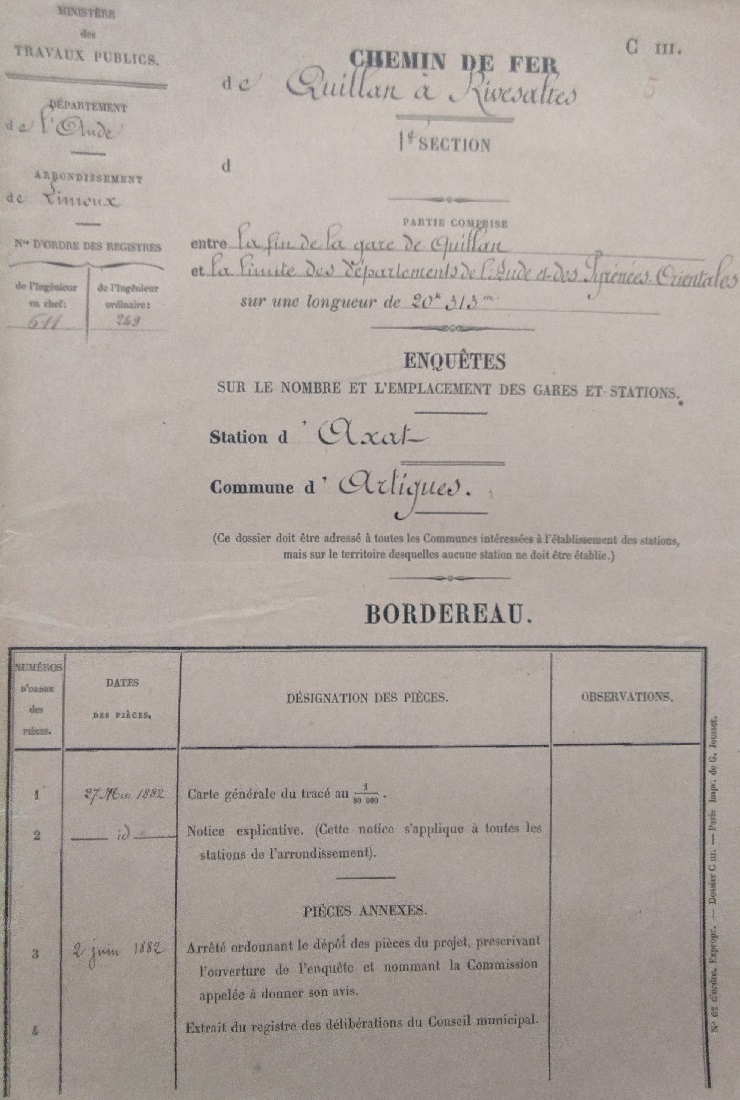 MINISTÈRE
des
TRAVAUX PUBLICS.
DÉPARTEMENT
de l'Aude
ARRONDISSEMENT
de Limoux
Nos D'ORDRE DES REGISTRES
de l'Ingénieur
en chef:
611
de l'Ingénieur
ordinaire:
249
C III.
5
CHEMIN DE FER
de Quillan à Rivesaltes
1e SECTION
d
PARTIE COMPRISE
entre la fin de la gare de Quillan
et la limite des départements de l'Aude et des Pyrénées-Orientales
sur une longueur de 20k 313m
ENQUÊTES
SUR LE NOMBRE ET L'EMPLACEMENT DES GARES ET STATIONS.
Station d'Axat
Commune d'Artigues.
(Ce dossier doit être adressé à toutes les Communes intéressées à l'établissement des stations,
mais sur le territoire desquelles aucune station ne doit être établie.)
BORDEREAU.
NUMÉROS
D'ORDRE
des
PIÈCES.
DATES
DES PIÈCES.
DÉSIGNATION DES PIÈCES.
OBSERVATIONS.
1 27 Mai 1882 Carte générale du tracé au 1/80 000.
2 — id — Notice explicative. (Cette notice s'applique à toutes les
stations de l'arrondissement).
PIÈCES ANNEXES.
3 2 juin 1882 Arrêté ordonnant le dépôt des pièces du projet, prescrivant
l'ouverture de l'enquête et nommant la Commission
appelée à donner son avis.
4 Extrait du registre des délibérations du Conseil municipal.
N° 62 d'ordre, Expropr. — Dossier C III. — Paris Impr. de G. Jousset.